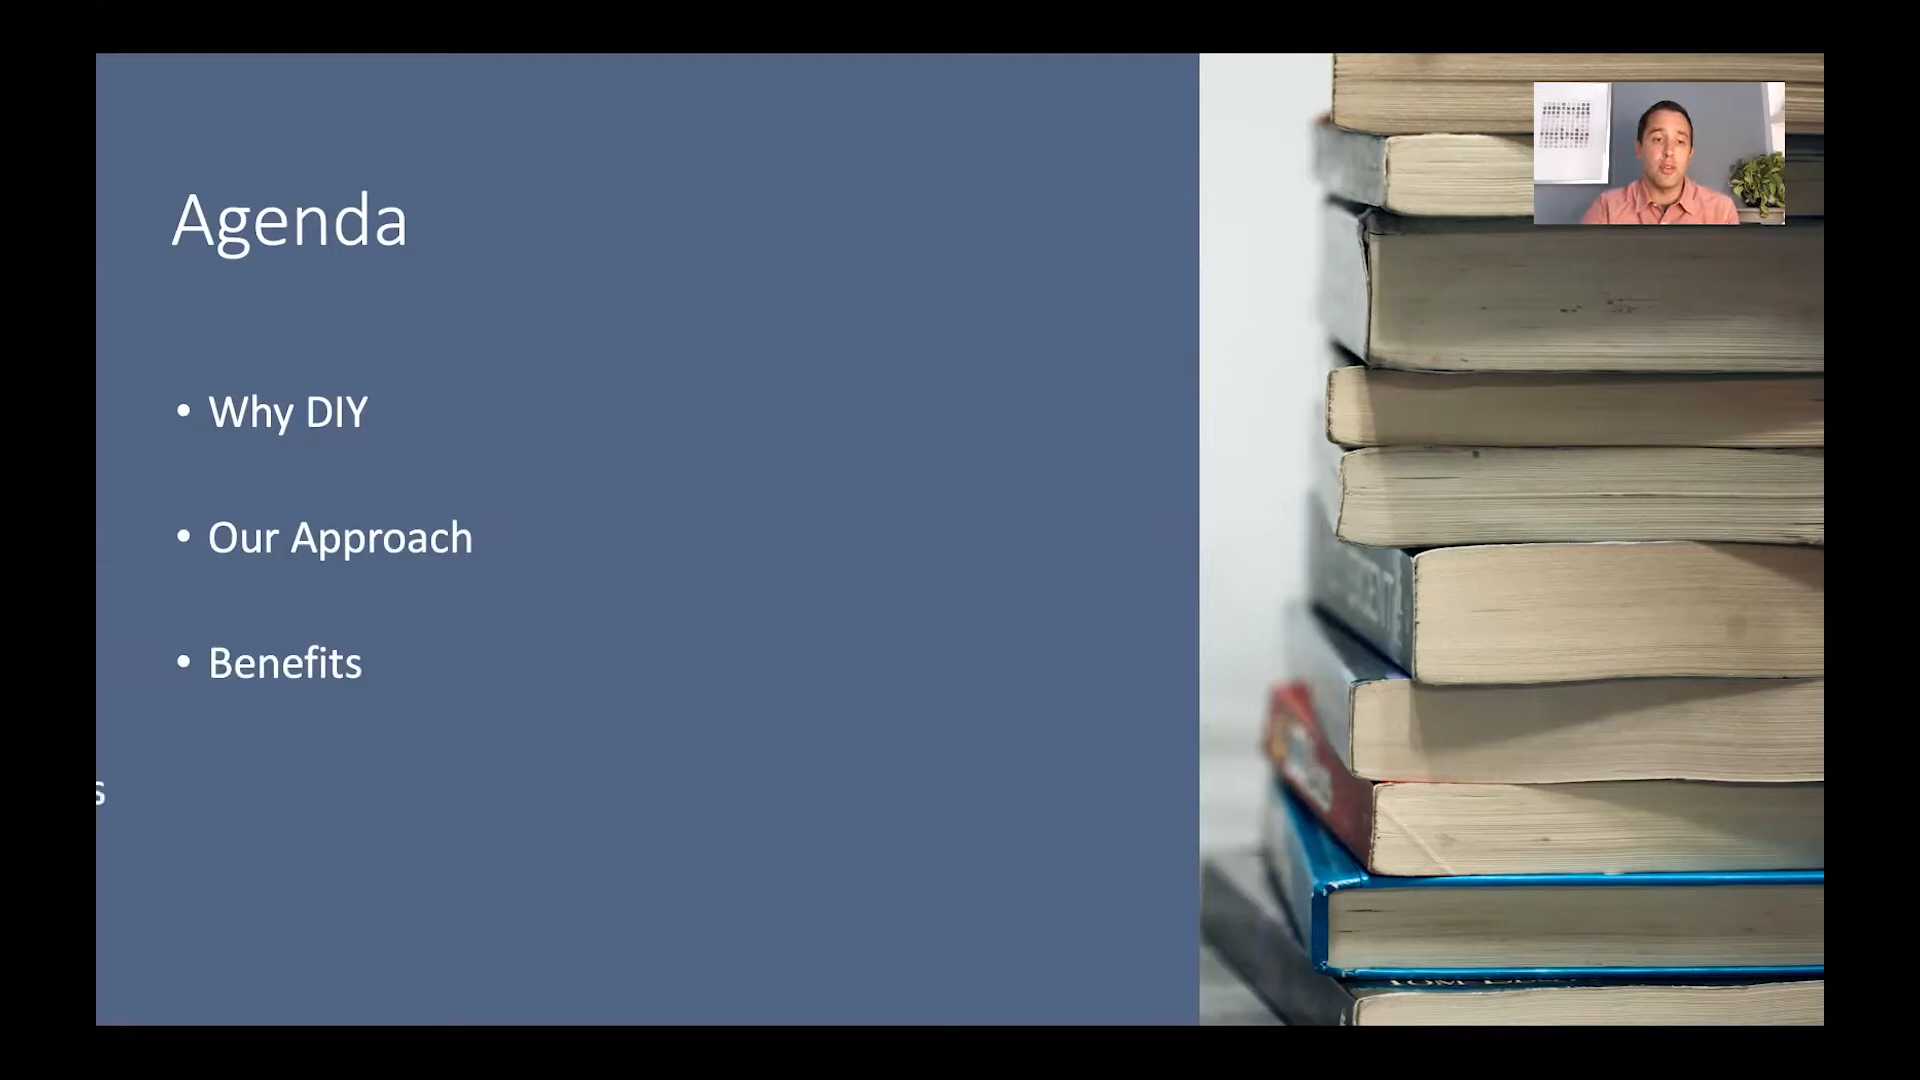 Agenda
• Why DIY
• Our Approach
• Benefits
s